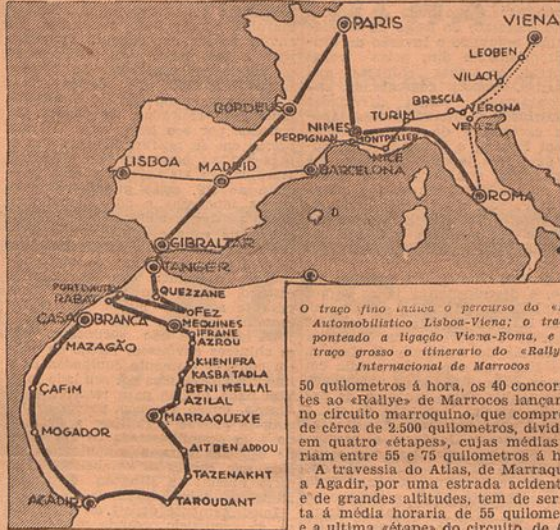 PARIS
VIENA
LEOBEN
VILACH
BORDEUS
BRESCIA
TURIM
VERONA
NIMES
VENEZA
PERPIGNAN
MONTPELIER
NICE
LISBOA
MADRID
BARCELONA
ROMA
GIBRALTAR
TANGER
QUEZZANE
RABAT
FEZ
CASA BRANCA
MEQUINES
IFRANE
AZROU
MAZAGÃO
KHENIFRA
KASBA TADLA
BENI MELLAL
ÇAFIM
AZILAL
MARRAQUEXE
MOGADOR
AIT BEN ADDOU
TAZENAKHT
AGADIR
TAROUDANT
O traço fino indica o percurso do
Automobilistico Lisboa-Viena; o
ponteado a ligação Viena-Roma, e
traço grosso o itinerario do «Rally
Internacional de Marrocos
50 quilometros á hora, os 40 concor
tes ao «Rallye» de Marrocos lançar
no circuito marroquino, que compr
de cêrca de 2.500 quilometros, divid
em quatro «étapes», cujas médias
riam entre 55 e 75 quilometros á h
A travessia do Atlas, de Marraqu
a Agadir, por uma estrada acident
e de grandes altitudes, tem de ser
ta á média horaria de 55 quilome
e a ultima «étape» do circuito, de